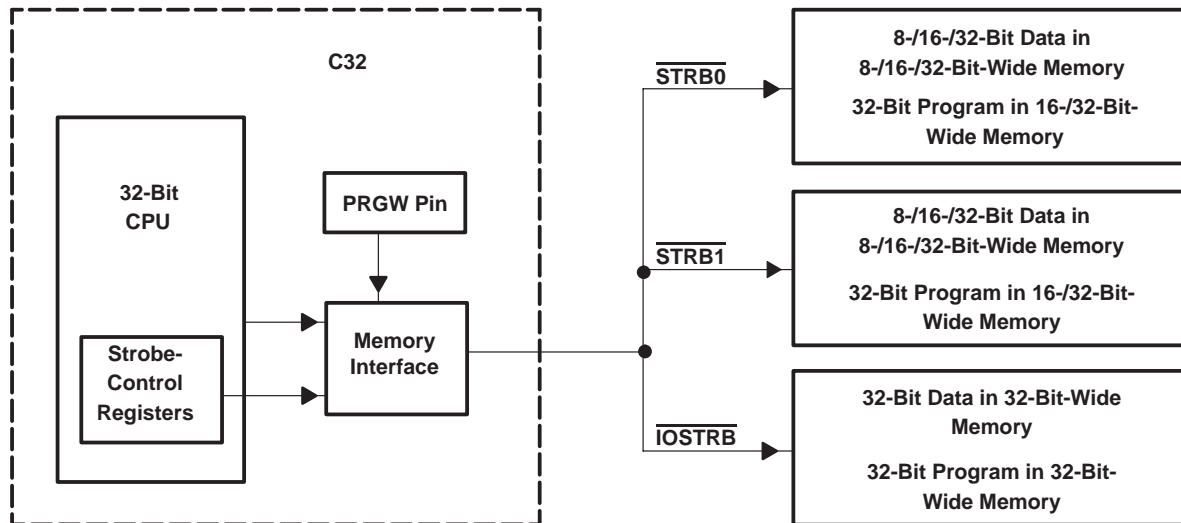 C32
32-Bit
CPU
PRGW Pin
Strobe-
Control
Registers
Memory
Interface
STRB0
8-/16-/32-Bit Data in
8-/16-/32-Bit-Wide Memory
32-Bit Program in 16-/32-Bit-
Wide Memory
STRB1
8-/16-/32-Bit Data in
8-/16-/32-Bit-Wide Memory
32-Bit Program in 16-/32-Bit-
Wide Memory
IOSTRB
32-Bit Data in 32-Bit-Wide
Memory
32-Bit Program in 32-Bit-
Wide Memory